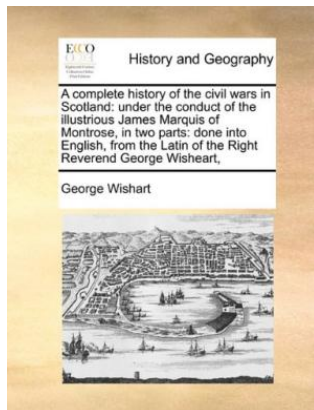 ECCO
History and Geography
A complete history of the civil wars in
Scotland: under the conduct of the
illustrious James Marquis of
Montrose, in two parts: done into
English, from the Latin of the Right
Reverend George Wisheart,
George Wishart